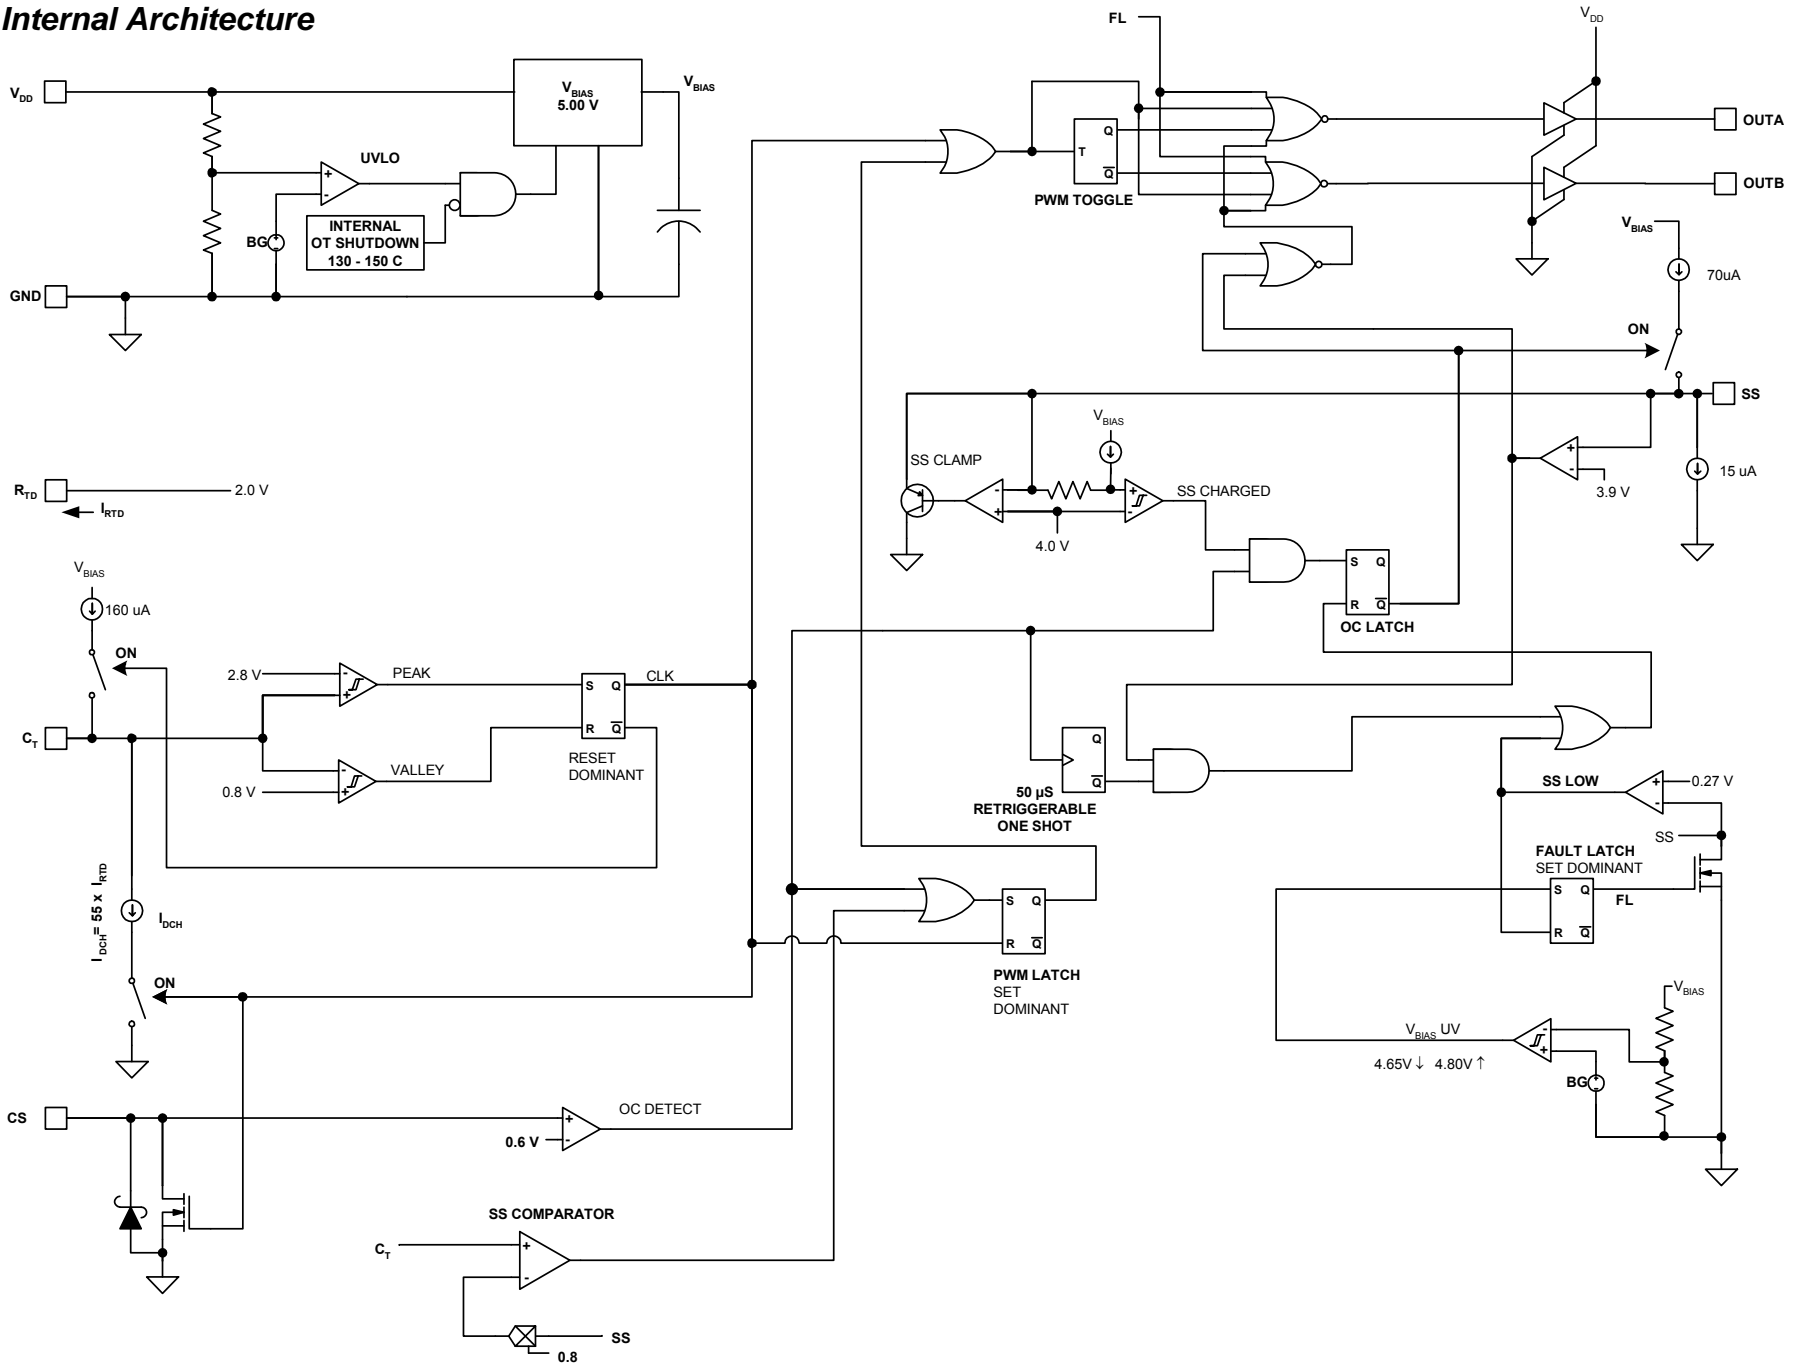 Internal Architecture
FL
VDD
VDD
VBIAS
5.00 V
VBIAS
UVLO
+
-
BG
+
-
INTERNAL
OT SHUTDOWN
130 - 150 C
GND
Q
T
Q
PWM TOGGLE
OUTA
OUTB
VBIAS
70uA
ON
SS
VBIAS
SS CLAMP
-
+
+
-
SS CHARGED
4.0 V
+
-
3.9 V
15 uA
RTD
2.0 V
IRTD
S Q
R Q
OC LATCH
VBIAS
160 uA
ON
2.8 V
-
+
PEAK
S Q
R Q
CLK
CT
-
+
VALLEY
0.8 V
RESET
DOMINANT
Q
Q
50 µS
RETRIGGERABLE
ONE SHOT
SS LOW
+
-
0.27 V
SS
FAULT LATCH
SET DOMINANT
S Q
R Q
FL
IDCH= 55 x IRTD
IDCH
ON
S Q
R Q
PWM LATCH
SET
DOMINANT
VBIAS
VBIAS UV
4.65V ↓ 4.80V ↑
-
+
BG
+
-
CS
+
-
0.6 V
OC DETECT
SS COMPARATOR
CT
+
-
SS
0.8